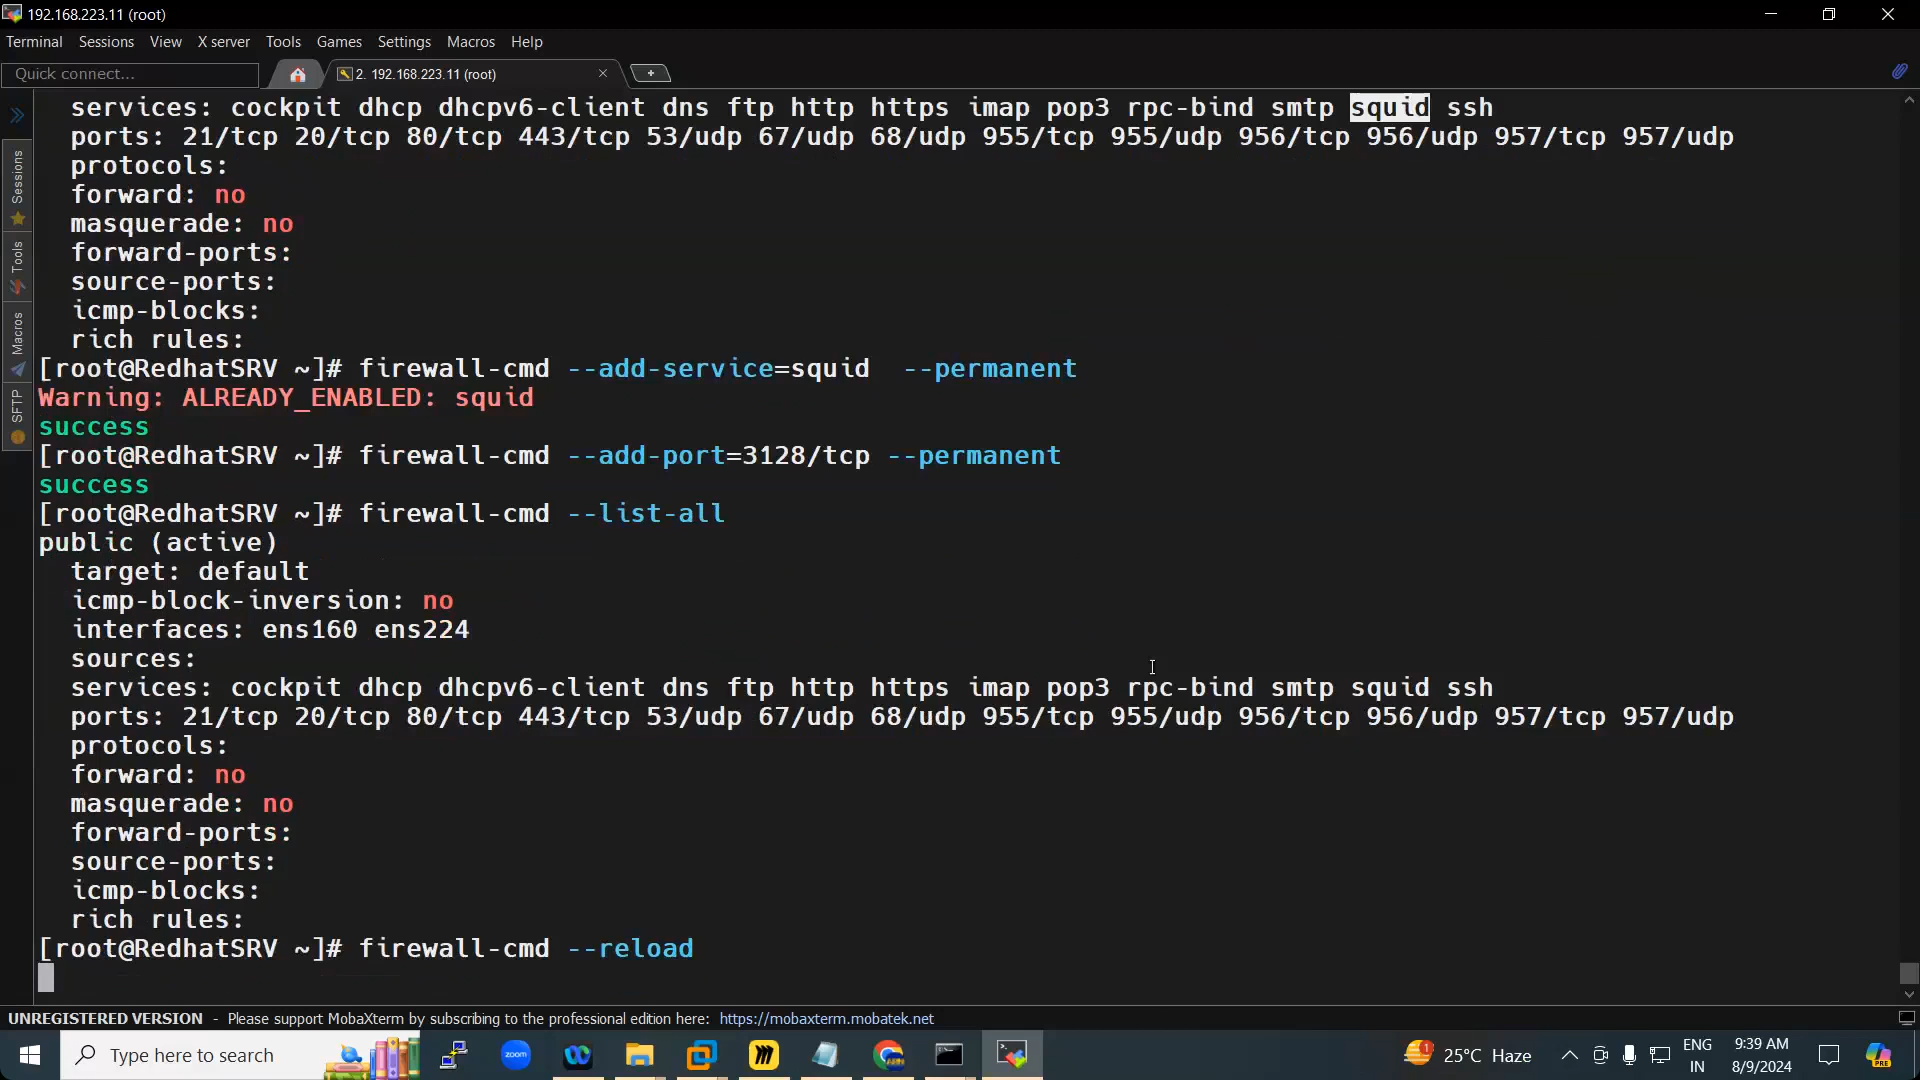 192.168.223.11 (root)
Terminal Sessions View X server Tools Games Settings Macros Help
Quick connect...
2. 192.168.223.11 (root)
Sessions
Tools
Macros
SFTP
services: cockpit dhcp dhcpv6-client dns ftp http https imap pop3 rpc-bind smtp squid ssh
ports: 21/tcp 20/tcp 80/tcp 443/tcp 53/udp 67/udp 68/udp 955/tcp 955/udp 956/tcp 956/udp 957/tcp 957/udp
protocols:
forward: no
masquerade: no
forward-ports:
source-ports:
icmp-blocks:
rich rules:
[root@RedhatSRV ~]# firewall-cmd --add-service=squid  --permanent
Warning: ALREADY_ENABLED: squid
success
[root@RedhatSRV ~]# firewall-cmd --add-port=3128/tcp --permanent
success
[root@RedhatSRV ~]# firewall-cmd --list-all
public (active)
target: default
icmp-block-inversion: no
interfaces: ens160 ens224
sources:
services: cockpit dhcp dhcpv6-client dns ftp http https imap pop3 rpc-bind smtp squid ssh
ports: 21/tcp 20/tcp 80/tcp 443/tcp 53/udp 67/udp 68/udp 955/tcp 955/udp 956/tcp 956/udp 957/tcp 957/udp
protocols:
forward: no
masquerade: no
forward-ports:
source-ports:
icmp-blocks:
rich rules:
[root@RedhatSRV ~]# firewall-cmd --reload
UNREGISTERED VERSION - Please support MobaXterm by subscribing to the professional edition here: https://mobaxterm.mobatek.net
Type here to search
zoom
1
25°C Haze
ENG
IN
9:39 AM
8/9/2024
PRE